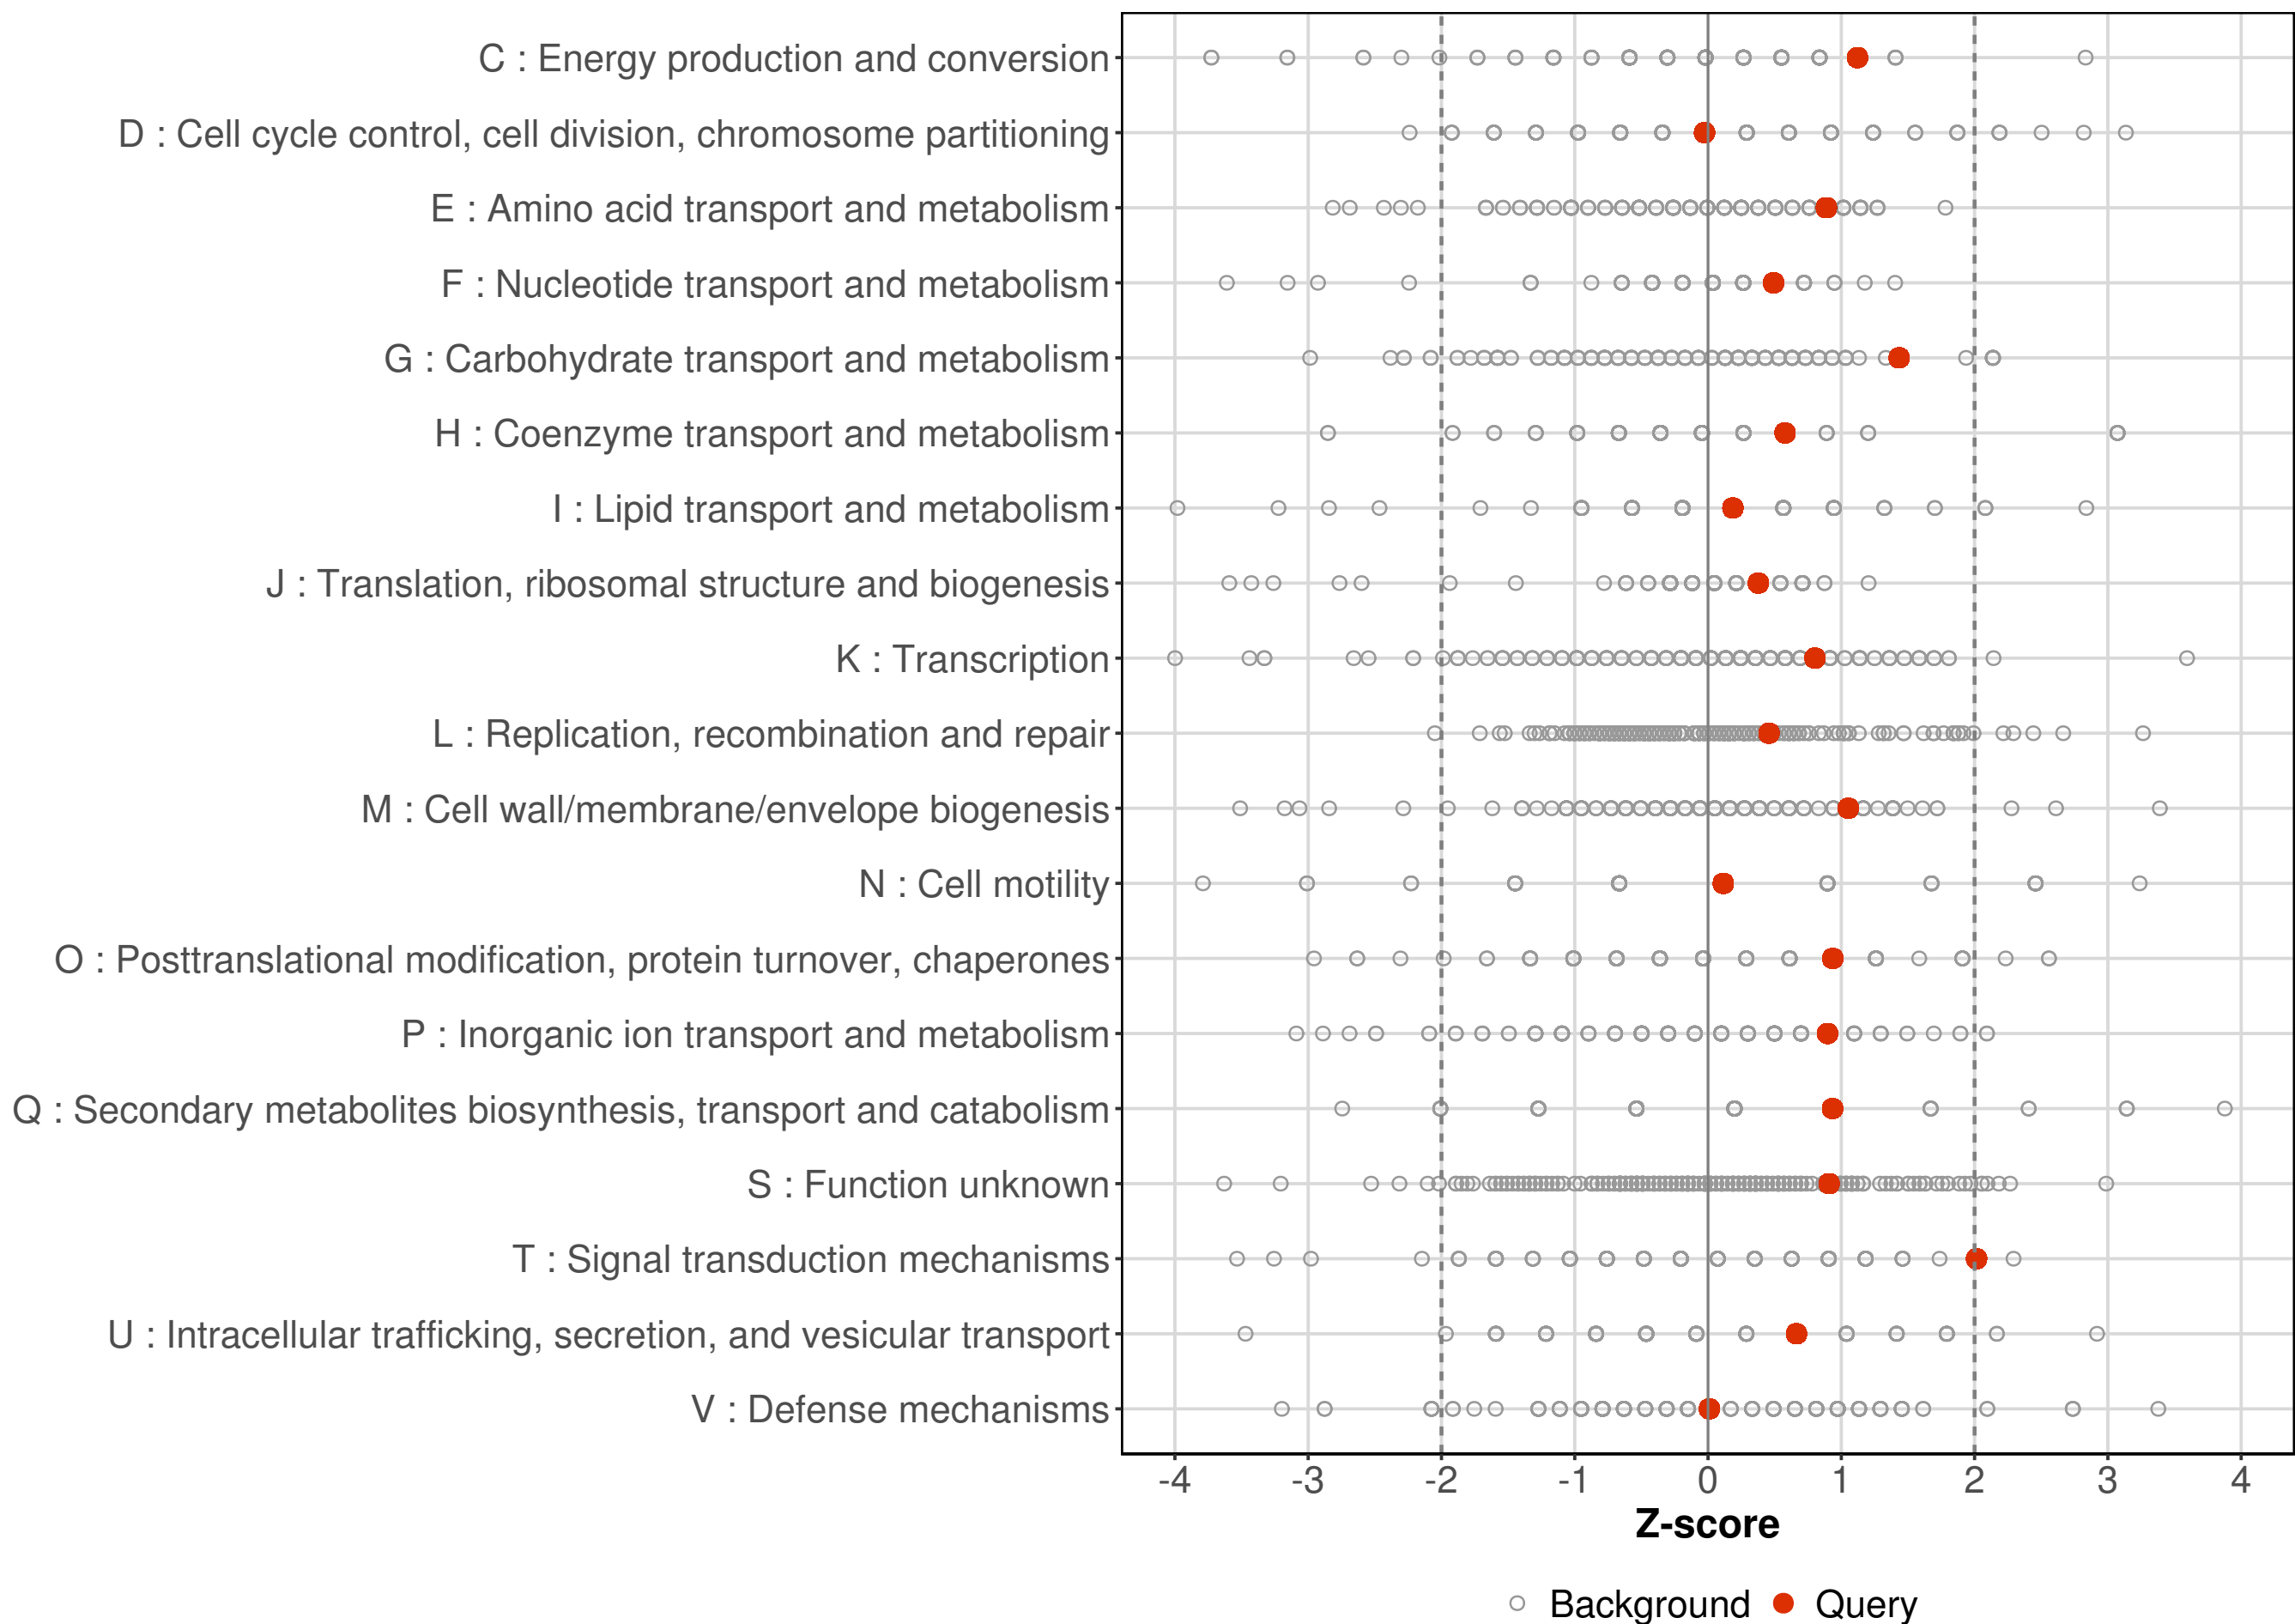 C : Energy production and conversion
D : Cell cycle control, cell division, chromosome partitioning
E : Amino acid transport and metabolism
F : Nucleotide transport and metabolism
G : Carbohydrate transport and metabolism
H : Coenzyme transport and metabolism
I : Lipid transport and metabolism
J : Translation, ribosomal structure and biogenesis
K : Transcription
L : Replication, recombination and repair
M : Cell wall/membrane/envelope biogenesis
N : Cell motility
O : Posttranslational modification, protein turnover, chaperones
P : Inorganic ion transport and metabolism
Q : Secondary metabolites biosynthesis, transport and catabolism
S : Function unknown
T : Signal transduction mechanisms
U : Intracellular trafficking, secretion, and vesicular transport
V : Defense mechanisms
-4 -3 -2 -1 0 1 2 3 4
Z-score
Background Query